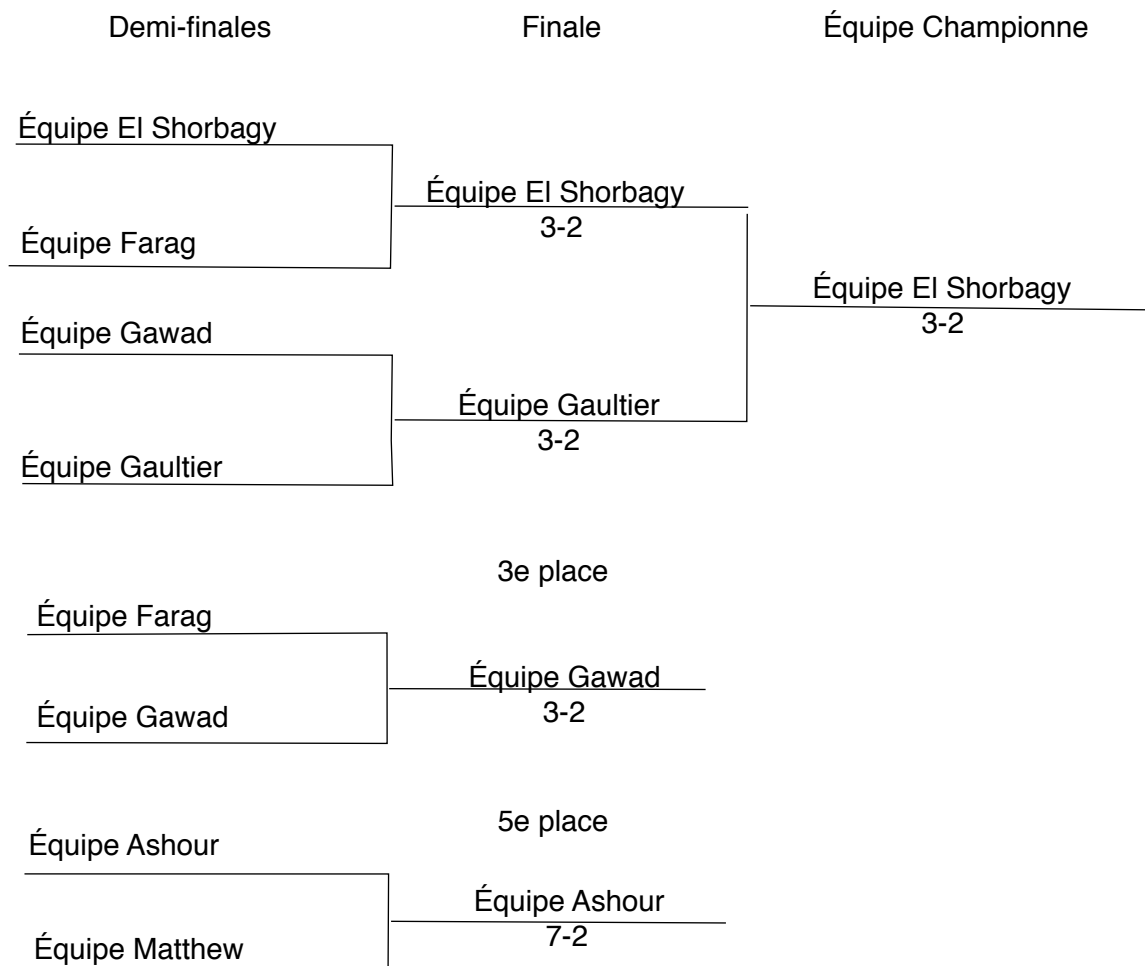 Demi-finales Finale Équipe Championne
Équipe El Shorbagy
Équipe El Shorbagy
3-2
Équipe Farag
Équipe El Shorbagy
3-2
Équipe Gawad
Équipe Gaultier
3-2
Équipe Gaultier
3e place
Équipe Farag
Équipe Gawad
3-2
Équipe Gawad
5e place
Équipe Ashour
Équipe Ashour
7-2
Équipe Matthew